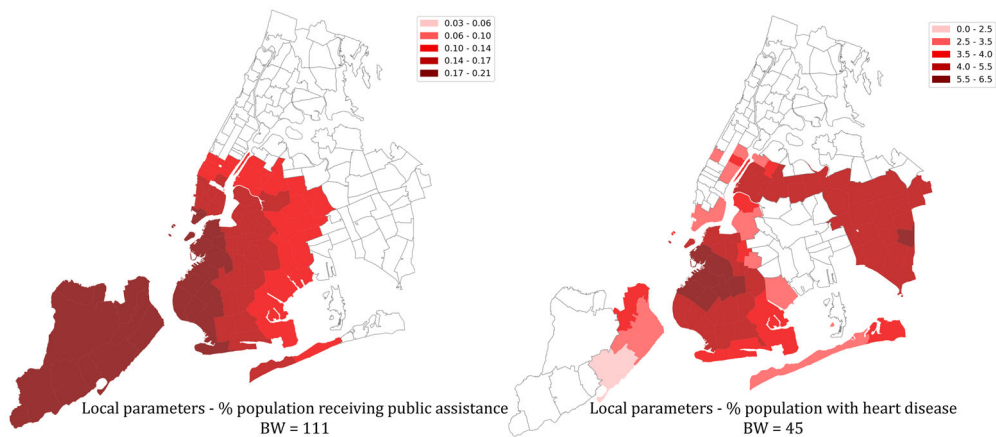 0.03 - 0.06
0.06 - 0.10
0.10 - 0.14
0.14 - 0.17
0.17 - 0.21
0.0 - 2.5
2.5 - 3.5
3.5 - 4.0
4.0 - 5.5
5.5 - 6.5
Local parameters - % population receiving public assistance
BW = 111
Local parameters - % population with heart disease
BW = 45